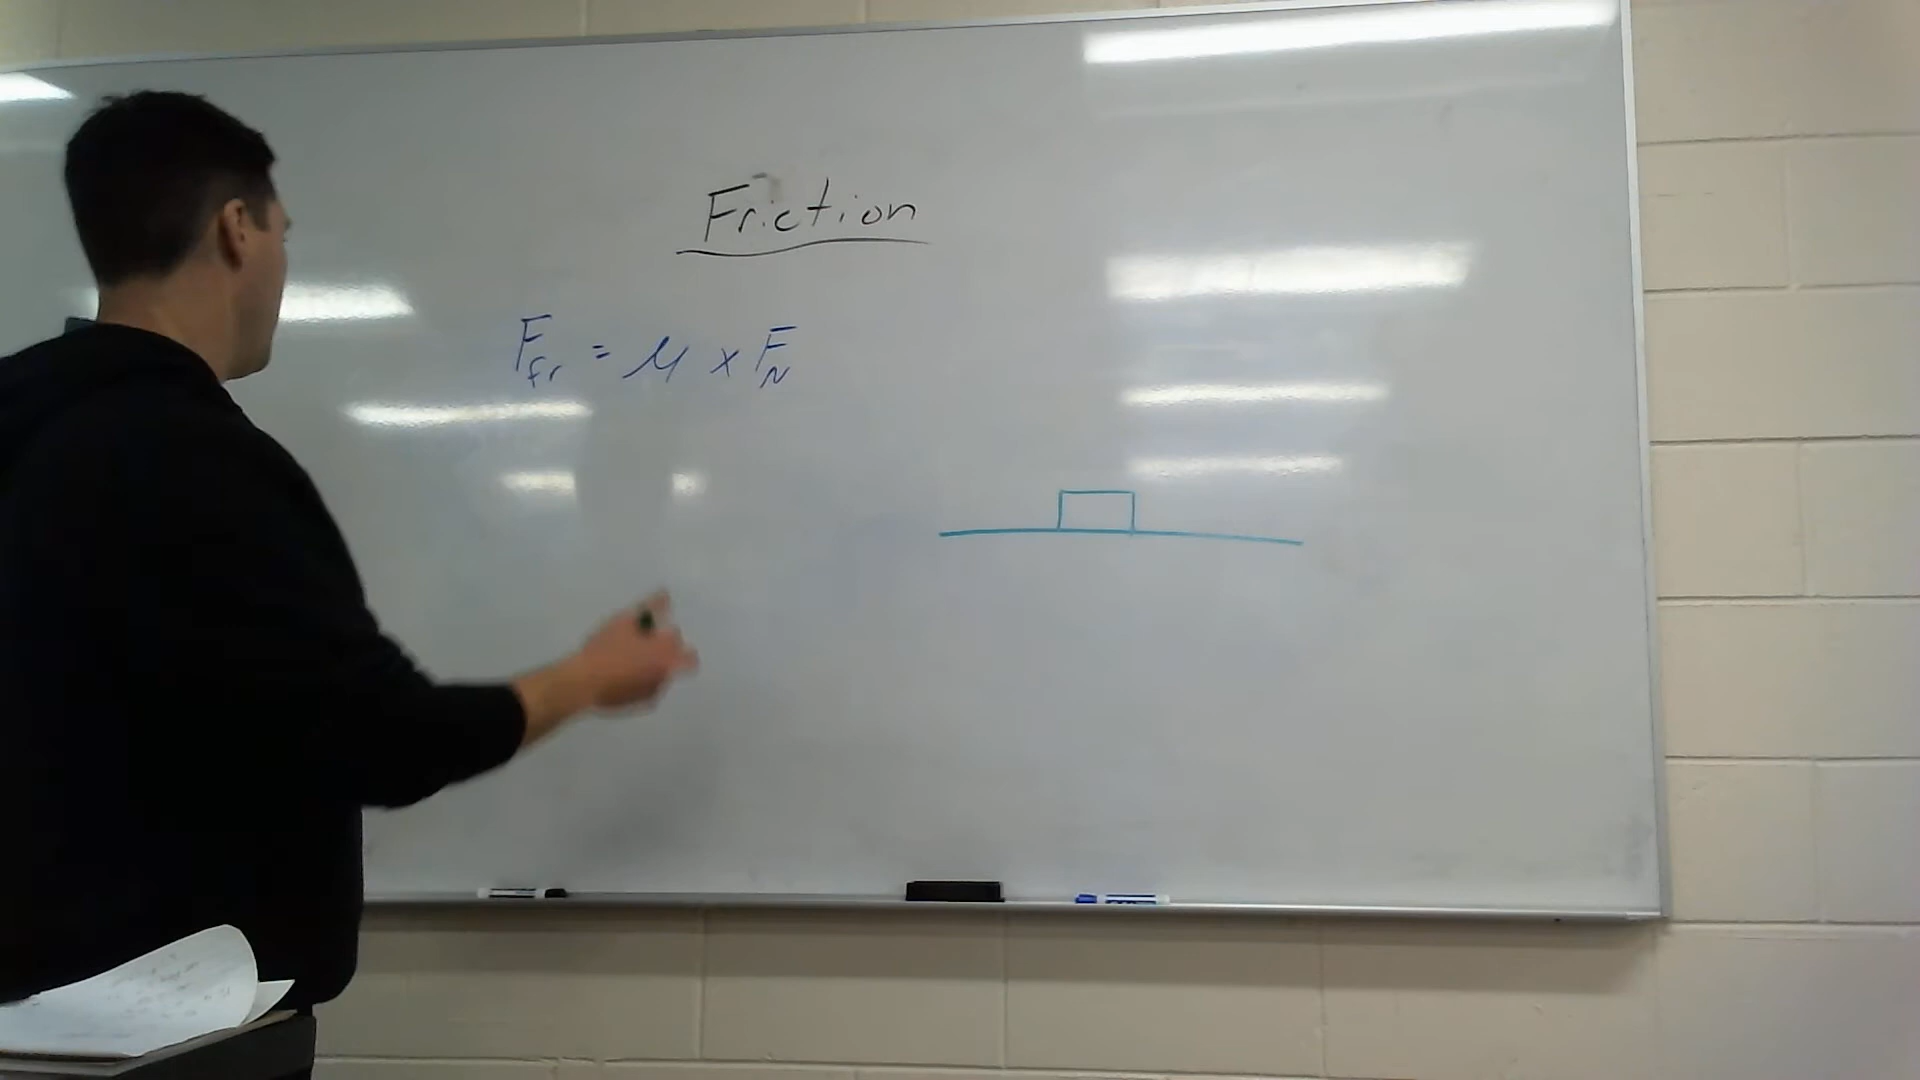 Friction
F_fr = μ x F_N